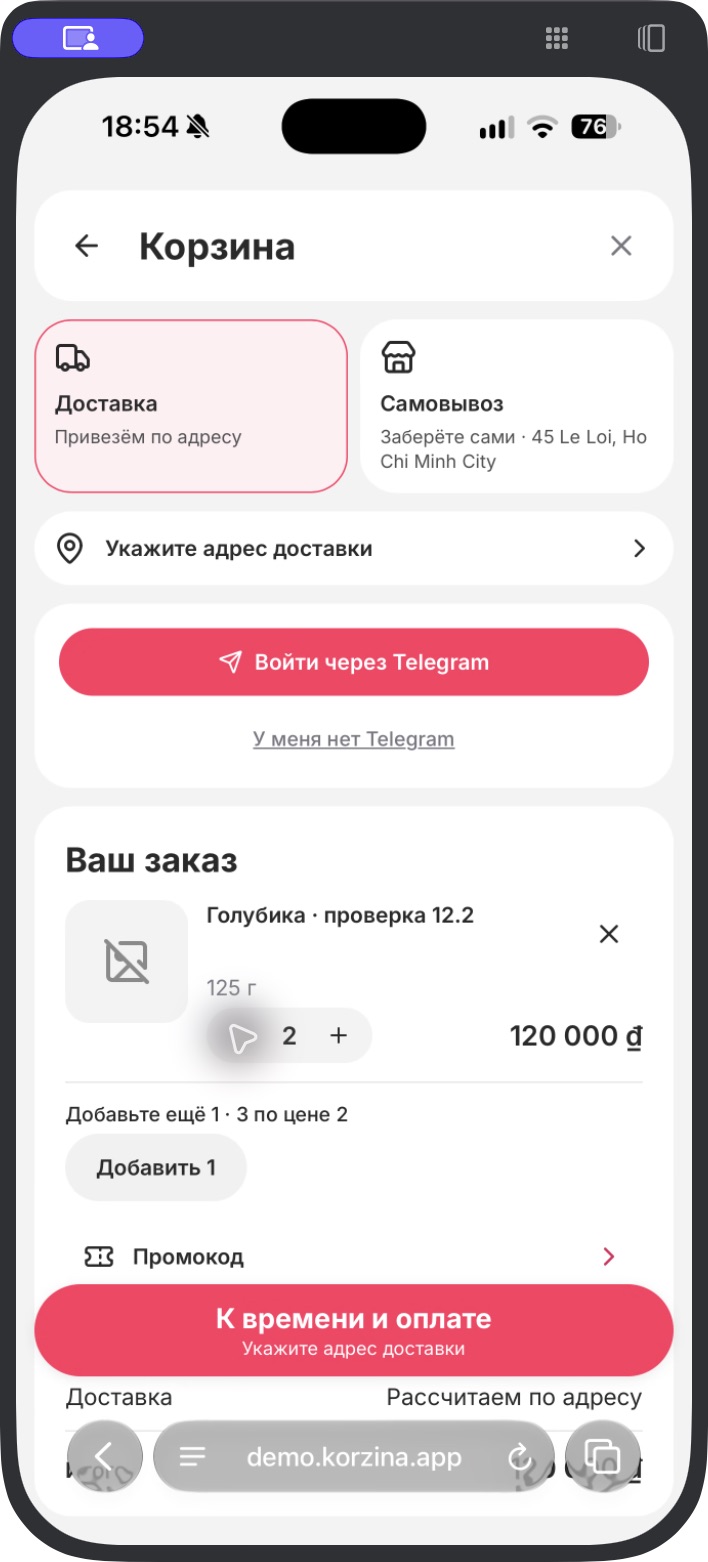 18:54
76
Корзина
Доставка
Привезём по адресу
Самовывоз
Заберёте сами · 45 Le Loi, Ho
Chi Minh City
Укажите адрес доставки
Войти через Telegram
У меня нет Telegram
Ваш заказ
Голубика · проверка 12.2
125 г
2 +
120 000 ₫
Добавьте ещё 1 · 3 по цене 2
Добавить 1
Промокод
К времени и оплате
Укажите адрес доставки
Доставка
Рассчитаем по адресу
demo.korzina.app